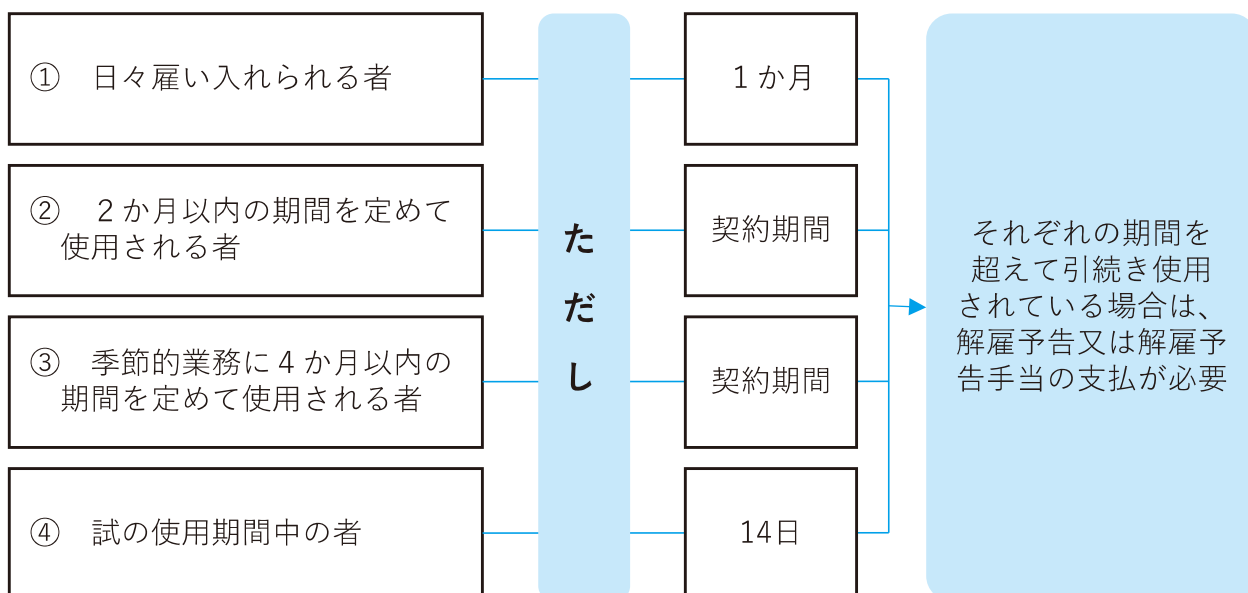 ① 日々雇い入れられる者
② 2か月以内の期間を定めて
使用される者
③ 季節的業務に4か月以内の
期間を定めて使用される者
④ 試の使用期間中の者
ただし
1か月
契約期間
契約期間
14日
それぞれの期間を
超えて引続き使用
されている場合は、
解雇予告又は解雇予
告手当の支払が必要